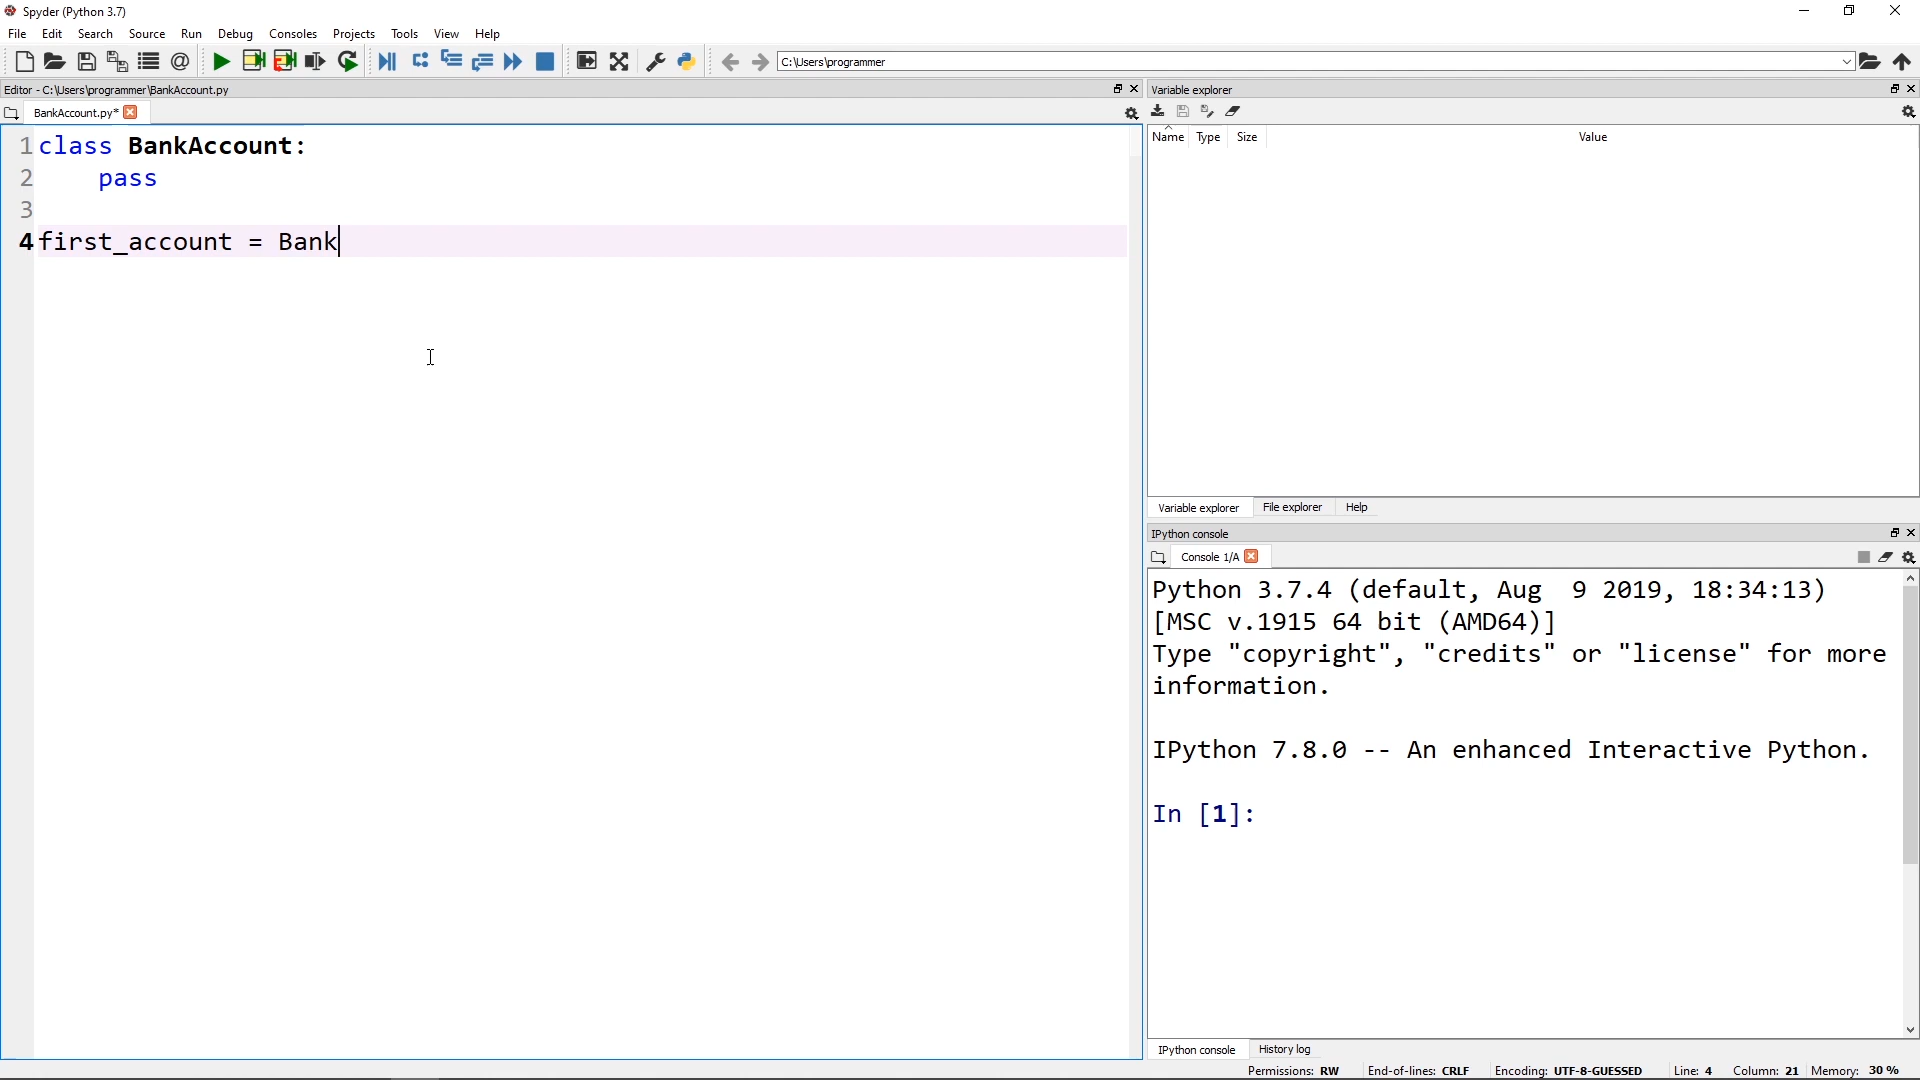 Spyder (Python 3.7)
File Edit Search Source Run Debug Consoles Projects Tools View Help
C:\Users\programmer
Editor - C:\Users\programmer\BankAccount.py
BankAccount.py*
1 class BankAccount:
2     pass
3
4 first_account = Bank
Variable explorer
Name Type Size Value
Variable explorer File explorer Help
IPython console
Console 1/A
Python 3.7.4 (default, Aug  9 2019, 18:34:13)
[MSC v.1915 64 bit (AMD64)]
Type "copyright", "credits" or "license" for more
information.
IPython 7.8.0 -- An enhanced Interactive Python.
In [1]:
IPython console History log
Permissions: RW End-of-lines: CRLF Encoding: UTF-8-GUESSED Line: 4 Column: 21 Memory: 30 %